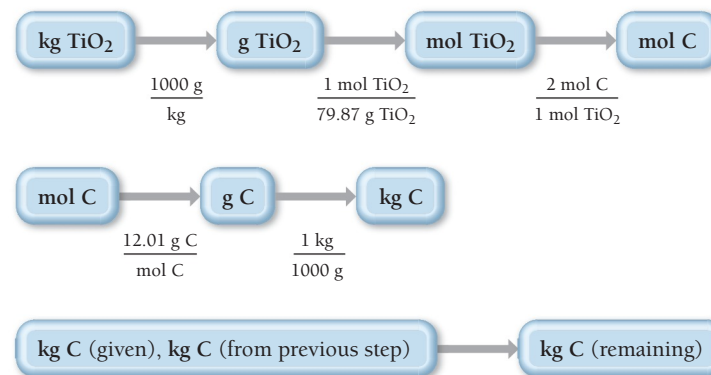 kg TiO₂ g TiO₂ mol TiO₂ mol C
1000 g 1 mol TiO₂ 2 mol C
kg 79.87 g TiO₂ 1 mol TiO₂
mol C g C kg C
12.01 g C 1 kg
mol C 1000 g
kg C (given), kg C (from previous step) kg C (remaining)